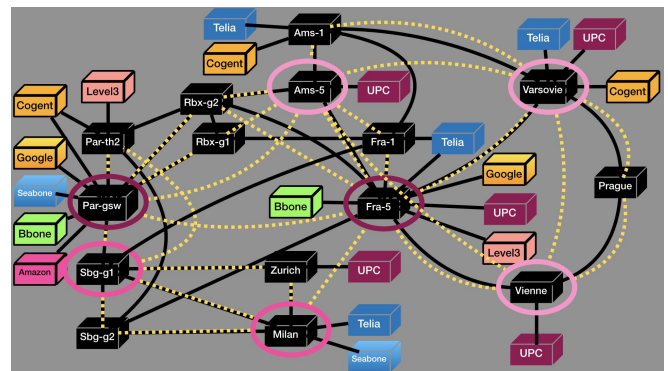 Telia
Ams-1
Telia
UPC
Cogent
Level3
Cogent
Rbx-g2
Ams-5
UPC
Varsovie
Cogent
Par-th2
Rbx-g1
Fra-1
Telia
Google
Google
Seabone
Par-gsw
Bbone
Fra-5
UPC
Prague
Bbone
Level3
Amazon
Sbg-g1
Zurich
UPC
Vienne
Sbg-g2
Milan
Telia
Seabone
UPC